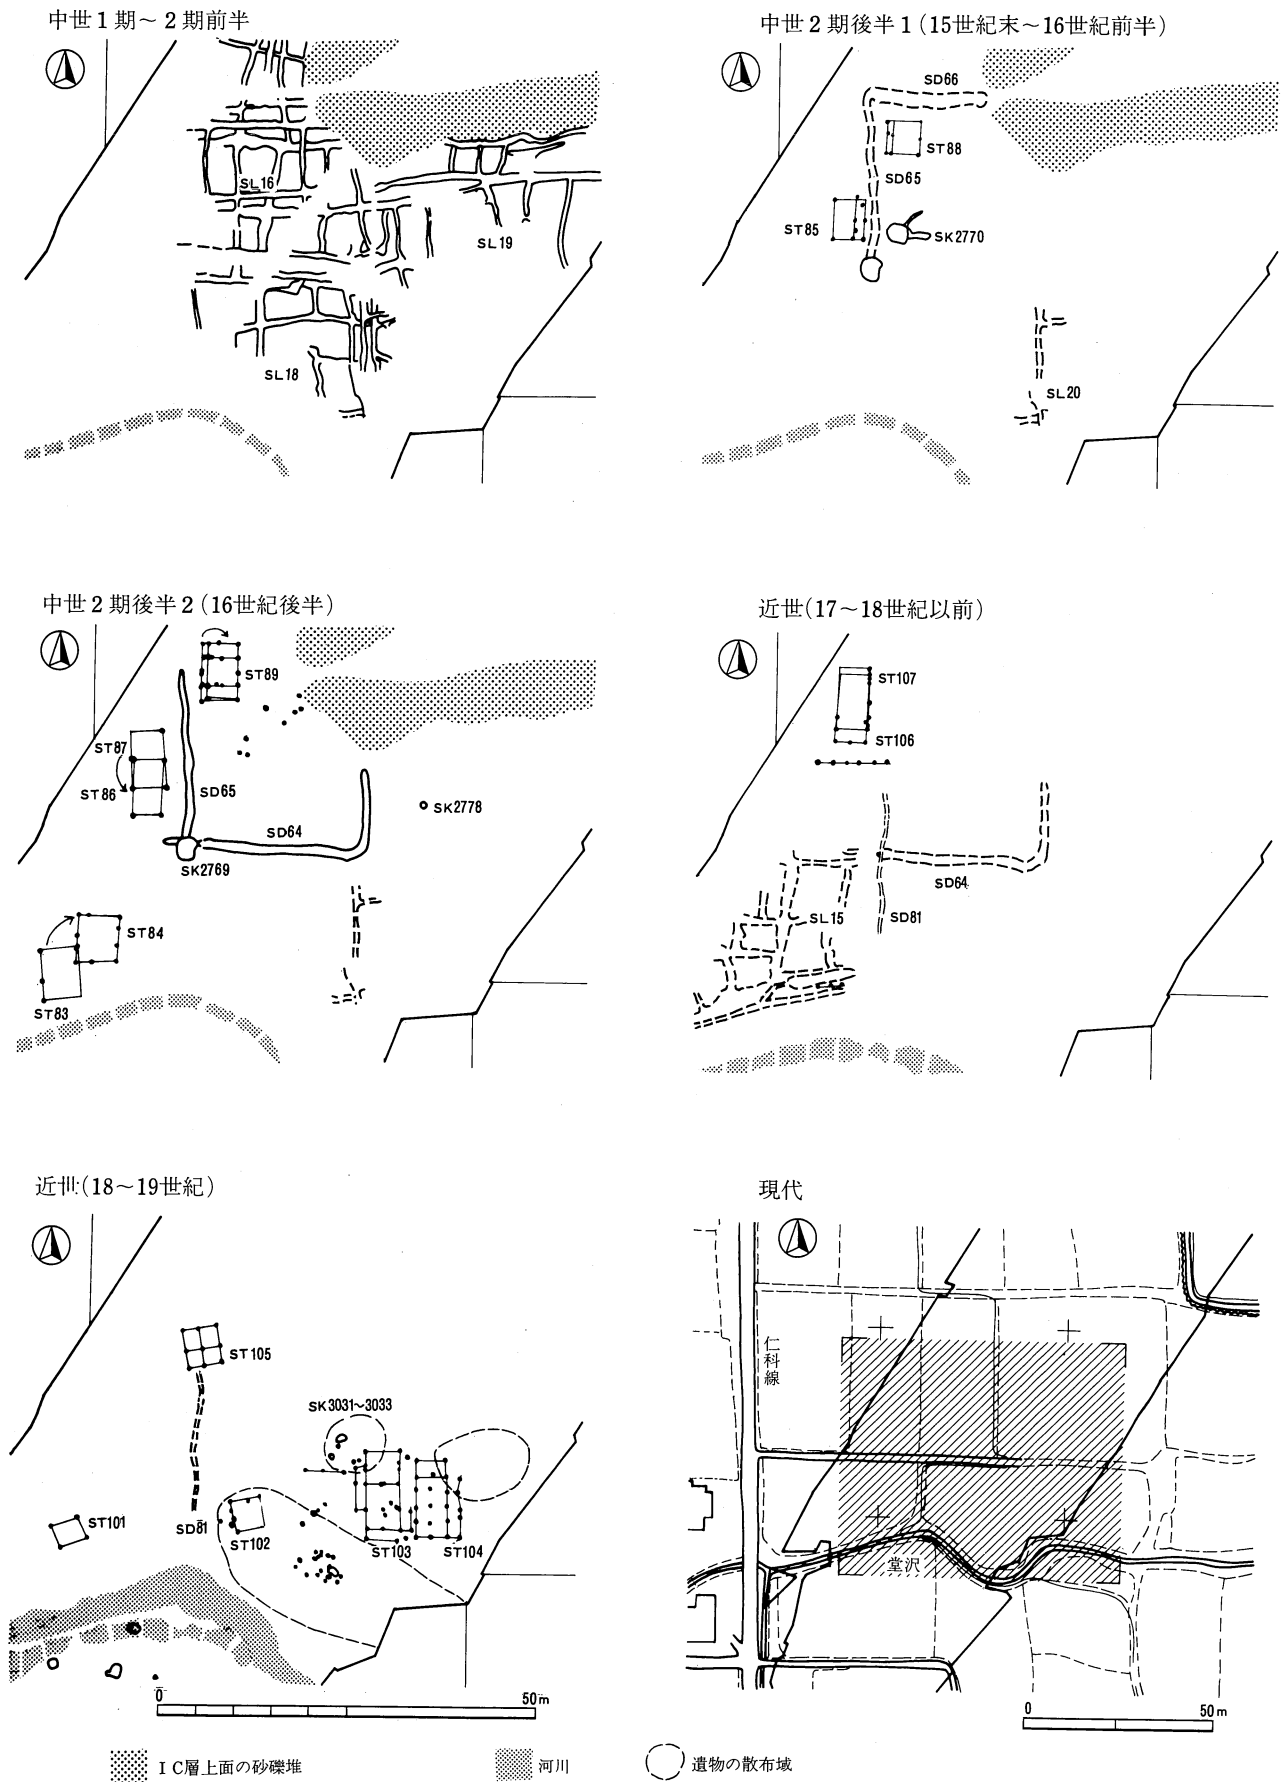 中世1期～2期前半
SL16
SL19
SL18
中世2期後半1(15世紀末～16世紀前半)
SD66
ST88
SD65
ST85
SK2770
SL20
中世2期後半2(16世紀後半)
ST89
ST87
ST86
SD65
SD64
SK2778
SK2769
ST84
ST83
近世(17～18世紀以前)
ST107
ST106
SD64
SL15
SD81
近世(18～19世紀)
ST105
SK3031～3033
ST101
SD81
ST102
ST103
ST104
0 50m
現代
仁科線
堂沢
0 50m
ⅠC層上面の砂礫堆
河川
遺物の散布域